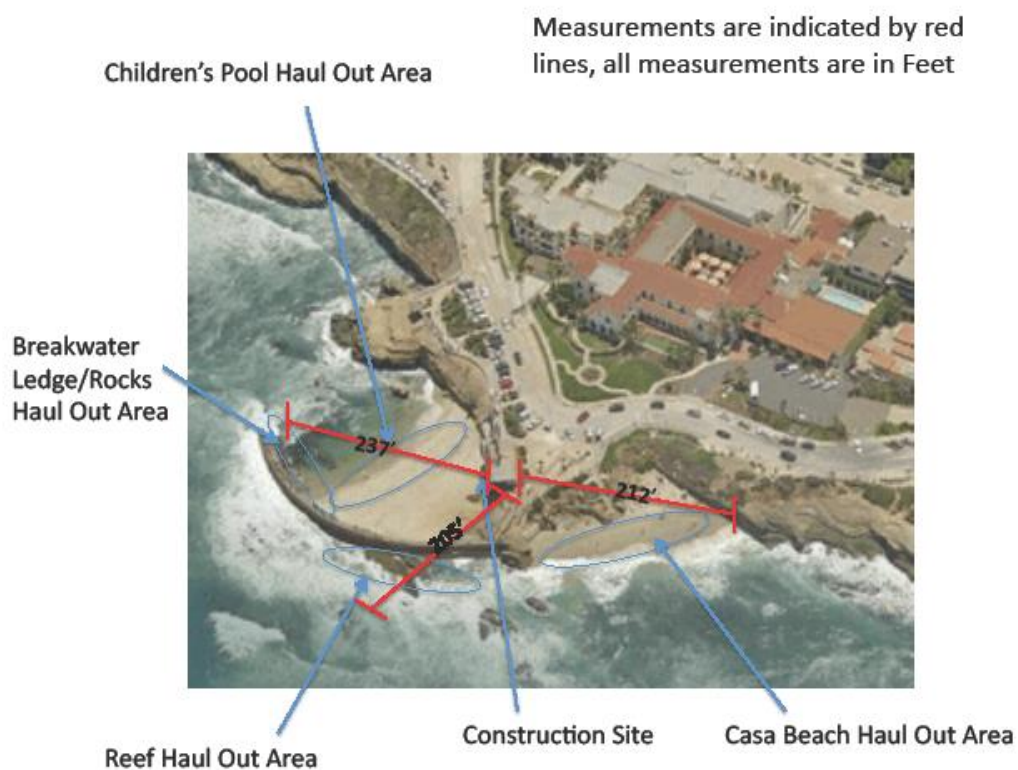 Measurements are indicated by red
lines, all measurements are in Feet
Children's Pool Haul Out Area
Breakwater
Ledge/Rocks
Haul Out Area
237'
212'
205'
Construction Site
Casa Beach Haul Out Area
Reef Haul Out Area